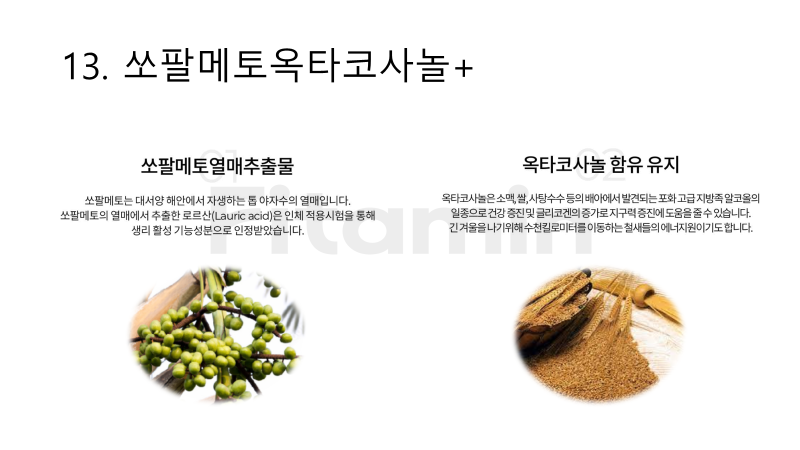 13. 쏘팔메토옥타코사놀+
01
쏘팔메토열매추출물
쏘팔메토는 대서양 해안에서 자생하는 톱 야자수의 열매입니다.
쏘팔메토의 열매에서 추출한 로르산(Lauric acid)은 인체 적용시험을 통해
생리 활성 기능성분으로 인정받았습니다.
02
옥타코사놀 함유 유지
옥타코사놀은 소맥, 쌀, 사탕수수 등의 배아에서 발견되는 포화 고급 지방족 알코올의
일종으로 건강 증진 및 글리코겐의 증가로 지구력 증진에 도움을 줄 수 있습니다.
긴 겨울을 나기위해 수천킬로미터를 이동하는 철새들의 에너지원이기도 합니다.
Fitamin